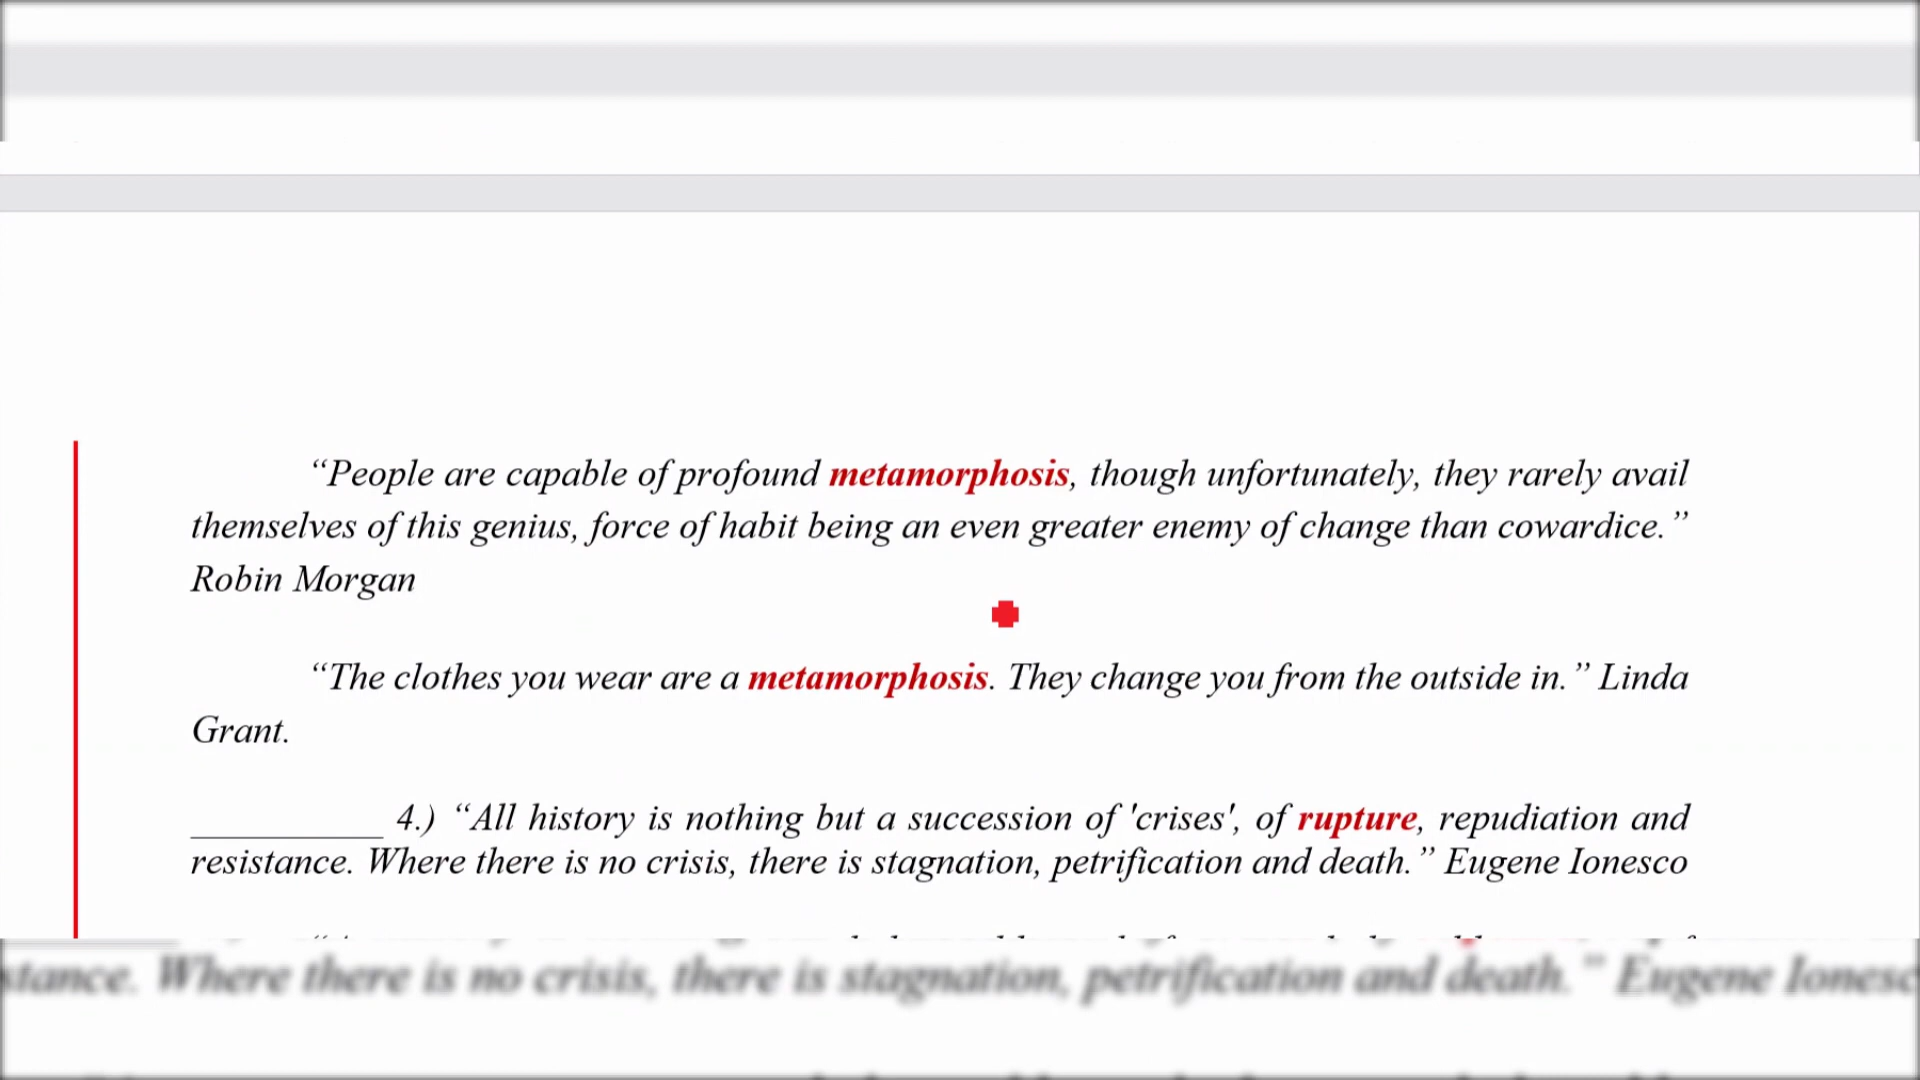 “People are capable of profound metamorphosis, though unfortunately, they rarely avail
themselves of this genius, force of habit being an even greater enemy of change than cowardice.”
Robin Morgan
“The clothes you wear are a metamorphosis. They change you from the outside in.” Linda
Grant.
__________ 4.) “All history is nothing but a succession of 'crises', of rupture, repudiation and
resistance. Where there is no crisis, there is stagnation, petrification and death.” Eugene Ionesco
stance. Where there is no crisis, there is stagnation, petrification and death.” Eugene Ionesc